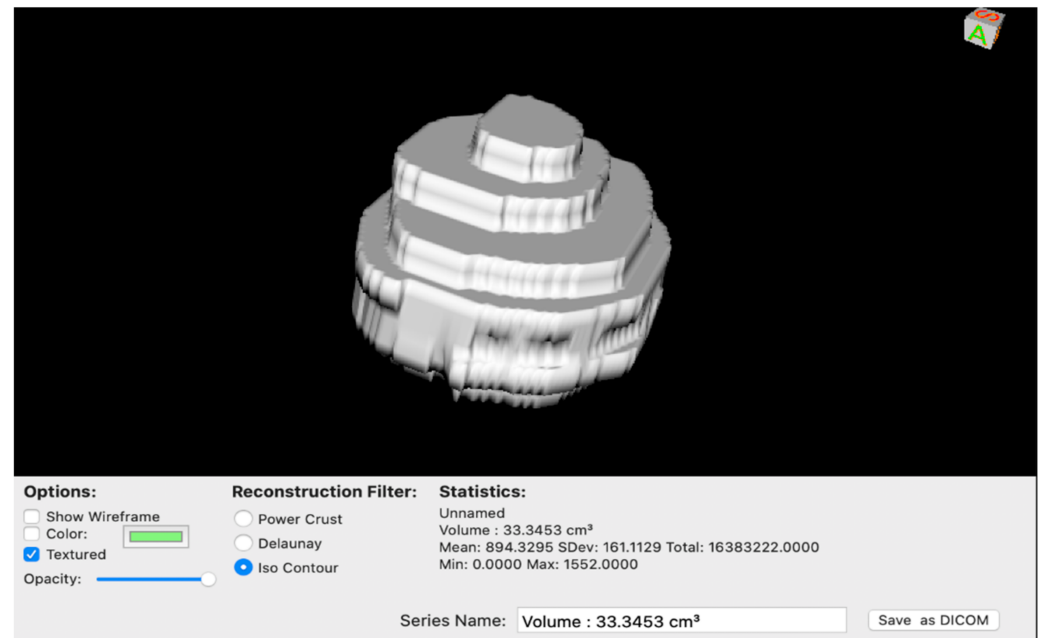 S
A
Options:
Show Wireframe
Color:
Textured
Opacity:
Reconstruction Filter:
Power Crust
Delaunay
Iso Contour
Statistics:
Unnamed
Volume : 33.3453 cm³
Mean: 894.3295 SDev: 161.1129 Total: 16383222.0000
Min: 0.0000 Max: 1552.0000
Series Name: Volume : 33.3453 cm³ Save as DICOM